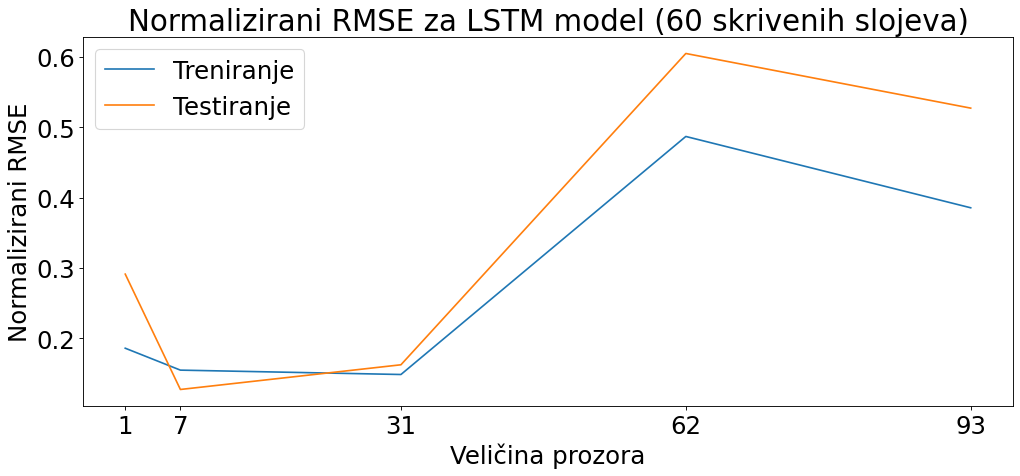 Normalizirani RMSE za LSTM model (60 skrivenih slojeva)
Treniranje
Testiranje
Normalizirani RMSE
0.6
0.5
0.4
0.3
0.2
1 7 31 62 93
Veličina prozora